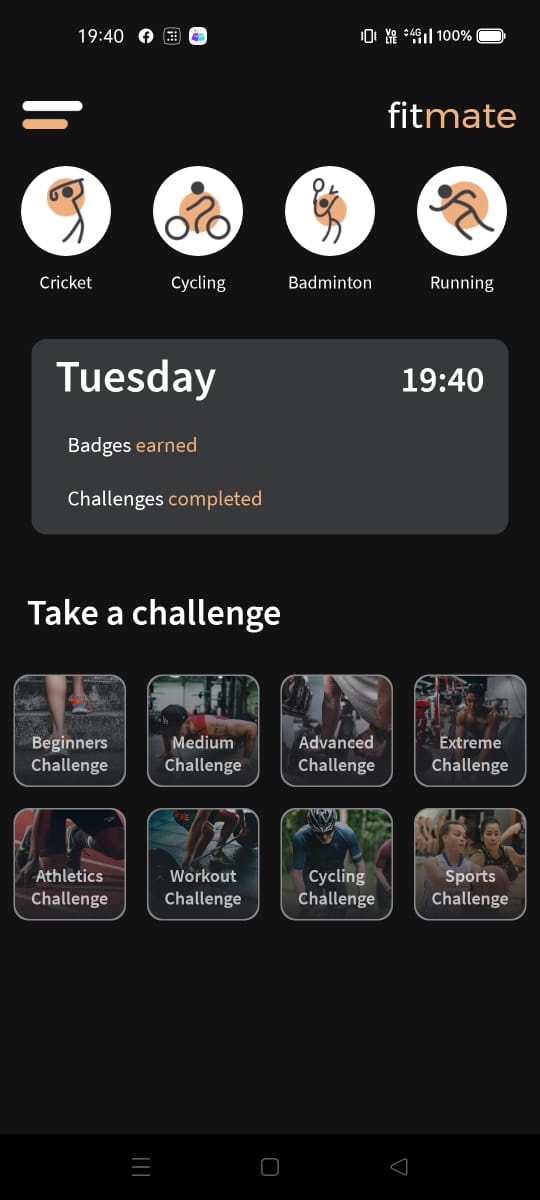 19:40
Vo LTE 4G 100%
fitmate
Cricket Cycling Badminton Running
Tuesday 19:40
Badges earned
Challenges completed
Take a challenge
Beginners Challenge
Medium Challenge
Advanced Challenge
Extreme Challenge
Athletics Challenge
Workout Challenge
Cycling Challenge
Sports Challenge